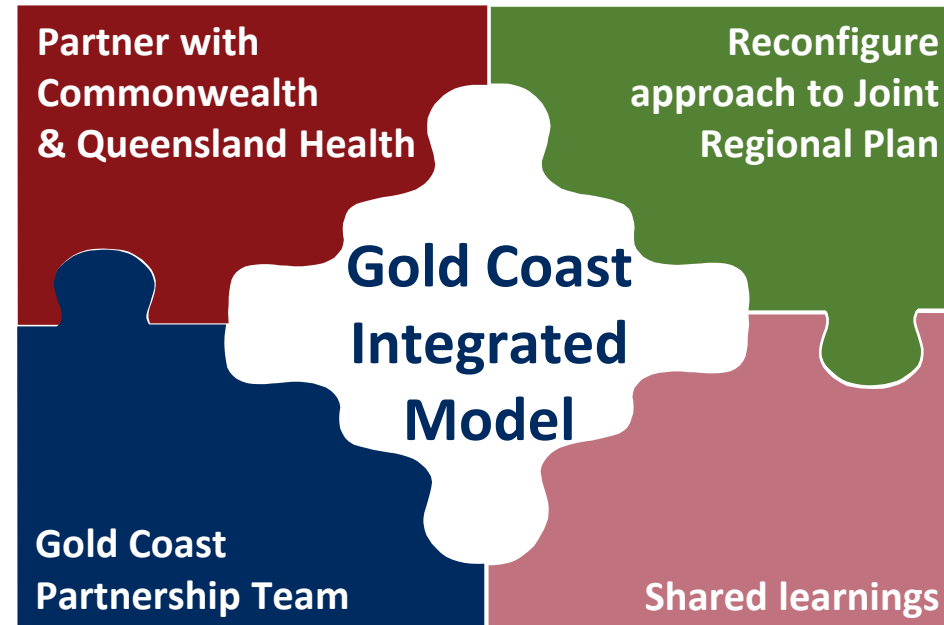 Partner with
Commonwealth
& Queensland Health
Reconfigure
approach to Joint
Regional Plan
Gold Coast
Integrated
Model
Gold Coast
Partnership Team
Shared learnings